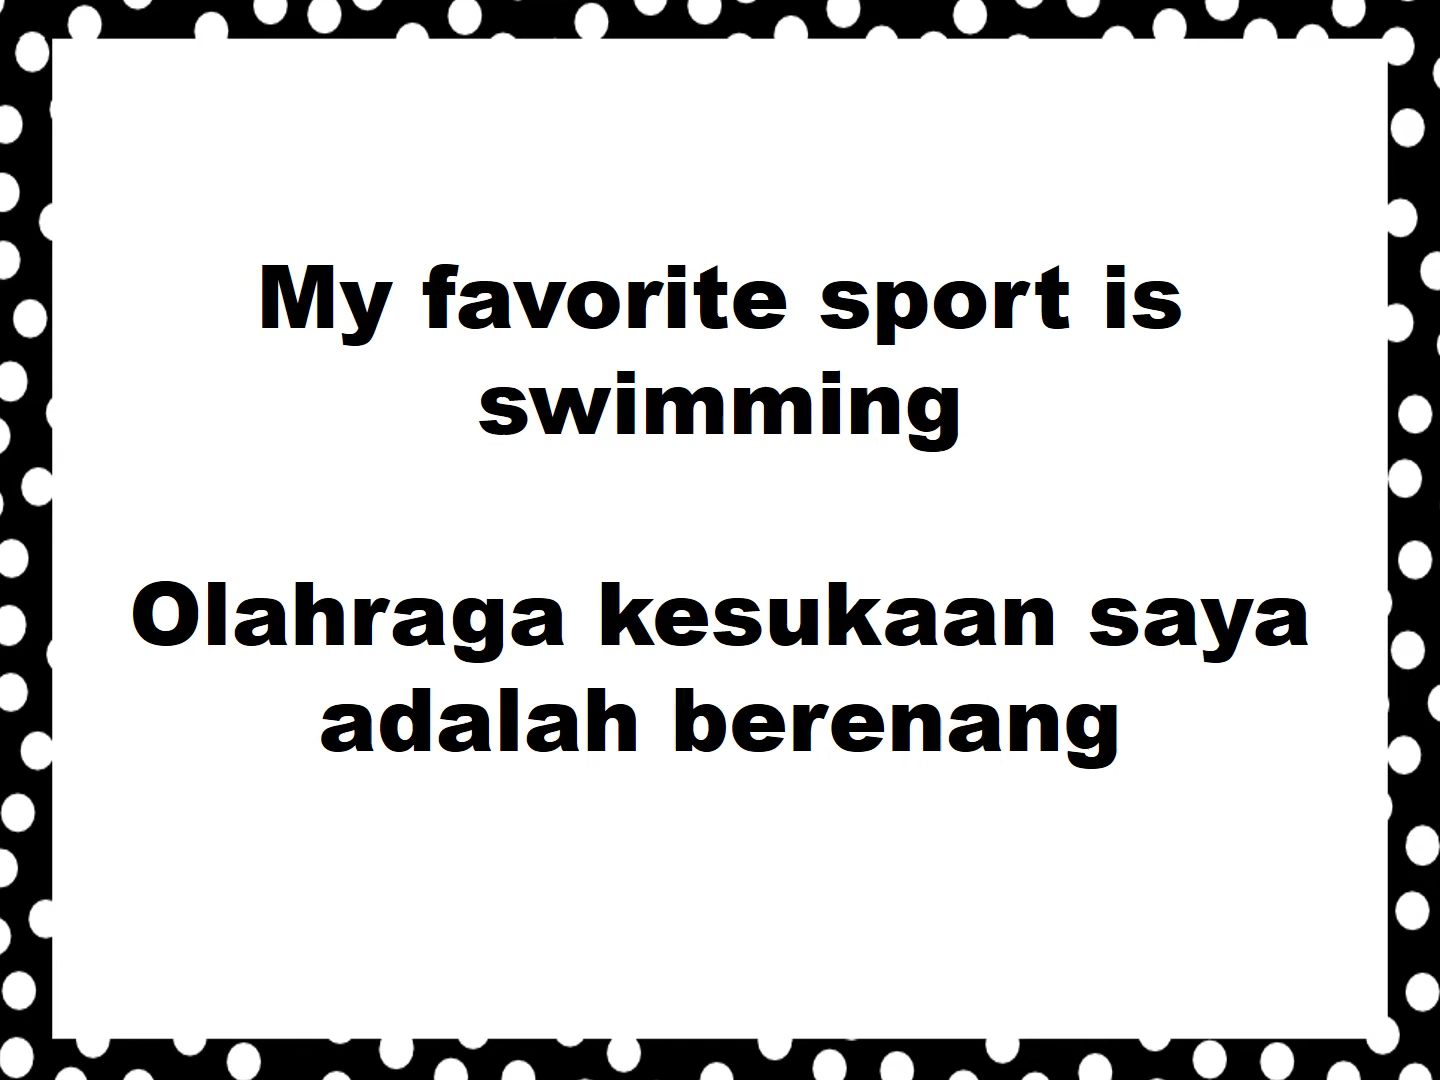 My favorite sport is
swimming
Olahraga kesukaan saya
adalah berenang